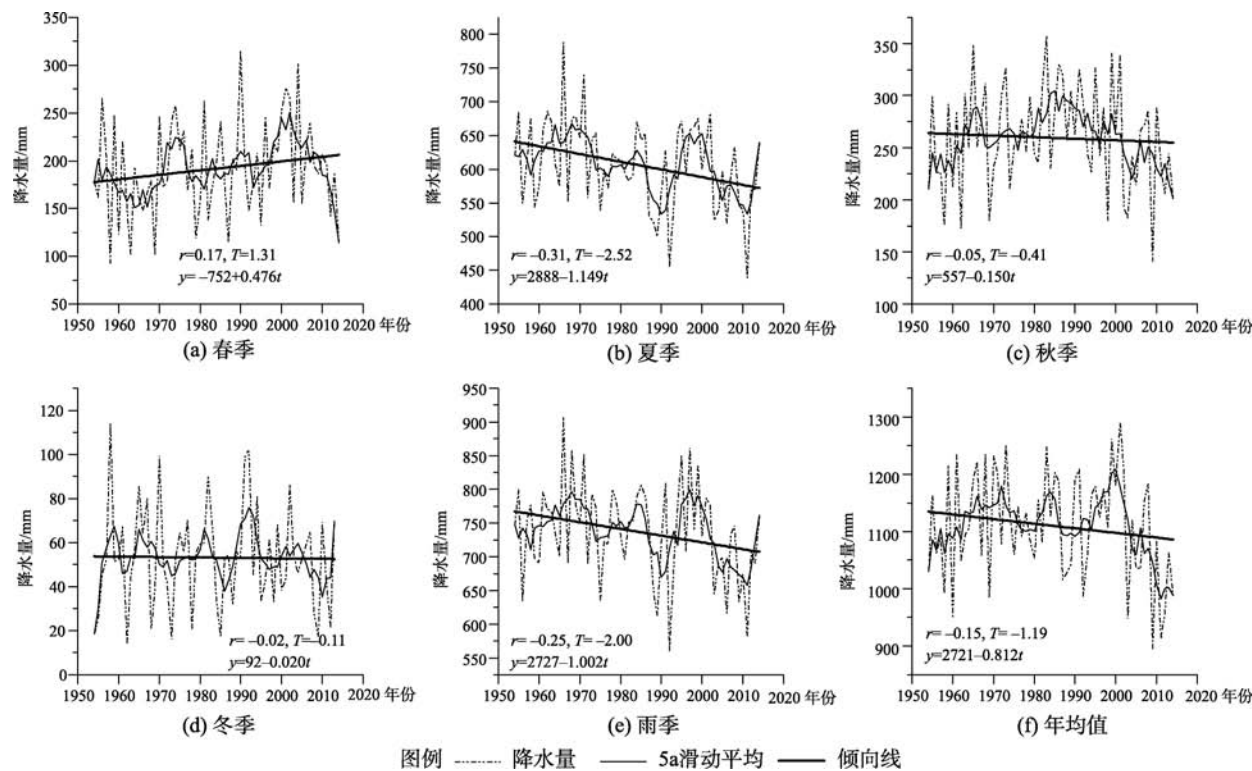 350
300
250
200
150
100
50
降水量/mm
r=0.17, T=1.31
y= –752+0.476t
1950 1960 1970 1980 1990 2000 2010 2020 年份
(a) 春季
800
750
700
650
600
550
500
450
400
降水量/mm
r= –0.31, T= –2.52
y=2888–1.149t
1950 1960 1970 1980 1990 2000 2010 2020 年份
(b) 夏季
350
300
250
200
100
降水量/mm
r= –0.05, T= –0.41
y=557–0.150t
1950 1960 1970 1980 1990 2000 2010 2020 年份
(c) 秋季
120
100
80
60
40
20
0
降水量/mm
r= –0.02, T=–0.11
y=92–0.020t
1950 1960 1970 1980 1990 2000 2010 2020 年份
(d) 冬季
950
900
850
800
750
700
650
600
550
525
降水量/mm
r= –0.25, T= –2.00
y=2727–1.002t
1950 1960 1970 1980 1990 2000 2010 2020 年份
(e) 雨季
1300
1200
1100
1000
900
降水量/mm
r= –0.15, T= –1.19
y=2721–0.812t
1950 1960 1970 1980 1990 2000 2010 2020 年份
(f) 年均值
图例 降水量 5a滑动平均 倾向线